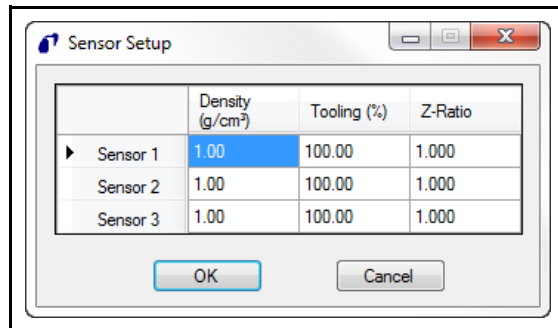 Sensor Setup
Density (g/cm³) Tooling (%) Z-Ratio
Sensor 1 1.00 100.00 1.000
Sensor 2 1.00 100.00 1.000
Sensor 3 1.00 100.00 1.000
OK Cancel